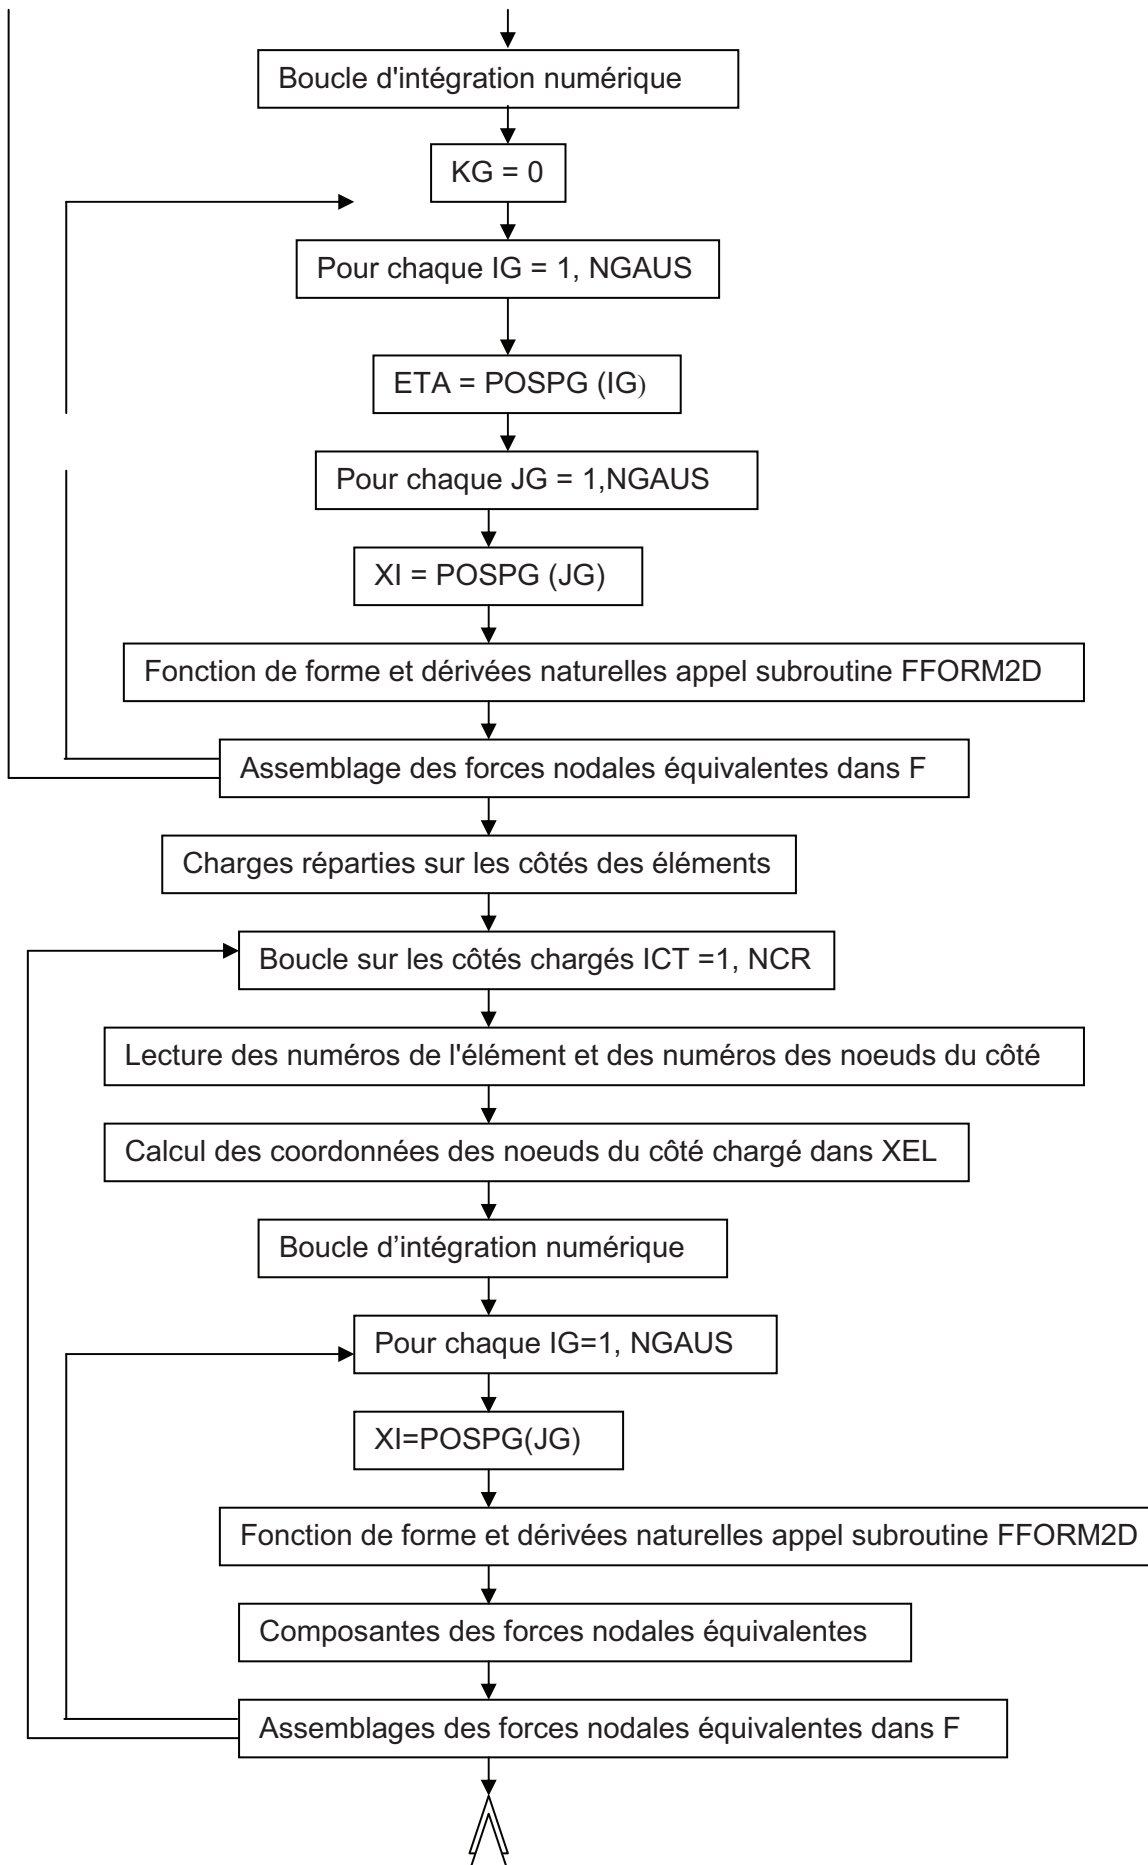 Boucle d'intégration numérique
KG = 0
Pour chaque IG = 1, NGAUS
ETA = POSPG (IG)
Pour chaque JG = 1,NGAUS
XI = POSPG (JG)
Fonction de forme et dérivées naturelles appel subroutine FFORM2D
Assemblage des forces nodales équivalentes dans F
Charges réparties sur les côtés des éléments
Boucle sur les côtés chargés ICT =1, NCR
Lecture des numéros de l'élément et des numéros des noeuds du côté
Calcul des coordonnées des noeuds du côté chargé dans XEL
Boucle d’intégration numérique
Pour chaque IG=1, NGAUS
XI=POSPG(JG)
Fonction de forme et dérivées naturelles appel subroutine FFORM2D
Composantes des forces nodales équivalentes
Assemblages des forces nodales équivalentes dans F